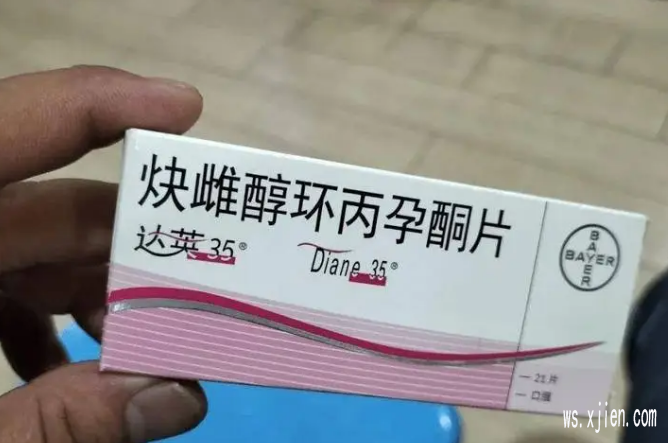 炔雌醇环丙孕酮片
达英 35®
Diane 35®
BAYER
BAYER
21片
口服
ws.xjien.com